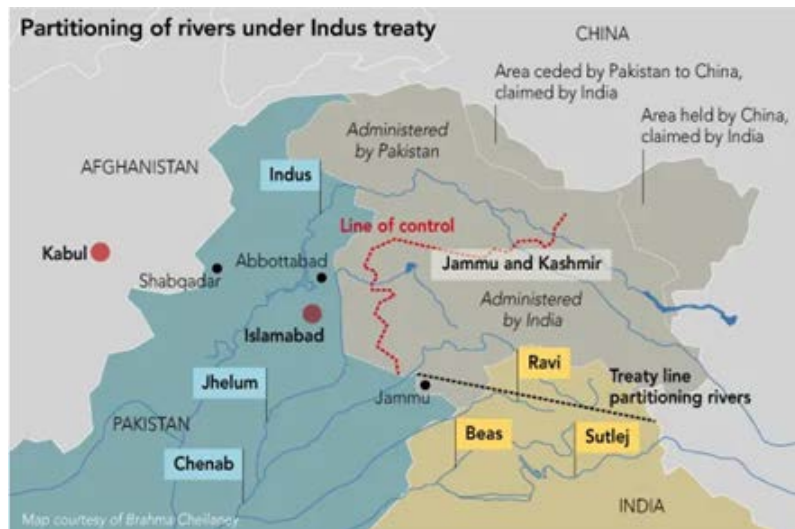 Partitioning of rivers under Indus treaty
CHINA
Area ceded by Pakistan to China,
claimed by India
Area held by China,
claimed by India
Administered
by Pakistan
AFGHANISTAN
Indus
Line of control
Kabul
Abbottabad
Shabqadar
Jammu and Kashmir
Administered
by India
Islamabad
Ravi
Jhelum
Jammu
Treaty line
partitioning rivers
PAKISTAN
Beas
Sutlej
Chenab
INDIA
Map courtesy of Brahma Chellaney